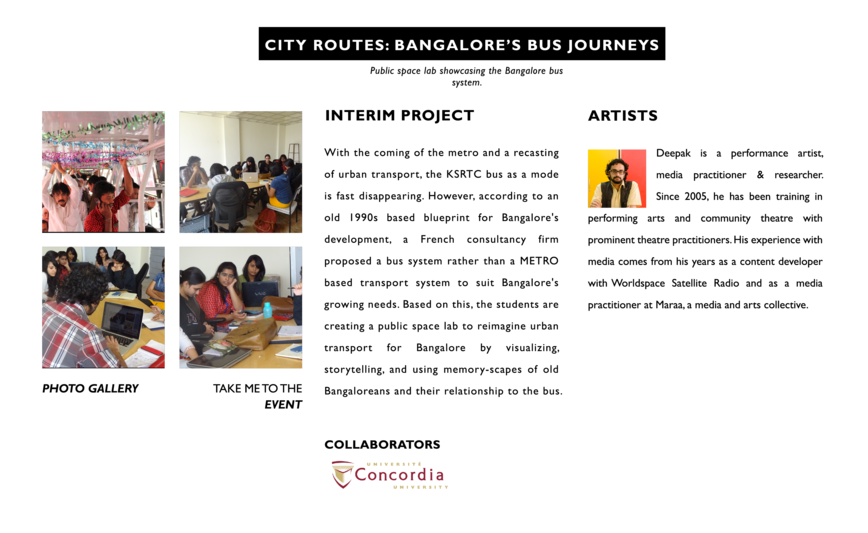 CITY ROUTES: BANGALORE'S BUS JOURNEYS
Public space lab showcasing the Bangalore bus
system.
INTERIM PROJECT
With the coming of the metro and a recasting
of urban transport, the KSRTC bus as a mode
is fast disappearing. However, according to an
old 1990s based blueprint for Bangalore's
development, a French consultancy firm
proposed a bus system rather than a METRO
based transport system to suit Bangalore's
growing needs. Based on this, the students are
creating a public space lab to reimagine urban
transport for Bangalore by visualizing,
storytelling, and using memory-scapes of old
Bangaloreans and their relationship to the bus.
ARTISTS
Deepak is a performance artist,
media practitioner & researcher.
Since 2005, he has been training in
performing arts and community theatre with
prominent theatre practitioners. His experience with
media comes from his years as a content developer
with Worldspace Satellite Radio and as a media
practitioner at Maraa, a media and arts collective.
PHOTO GALLERY
TAKE ME TO THE
EVENT
COLLABORATORS
UNIVERSITÉ
Concordia
UNIVERSITY